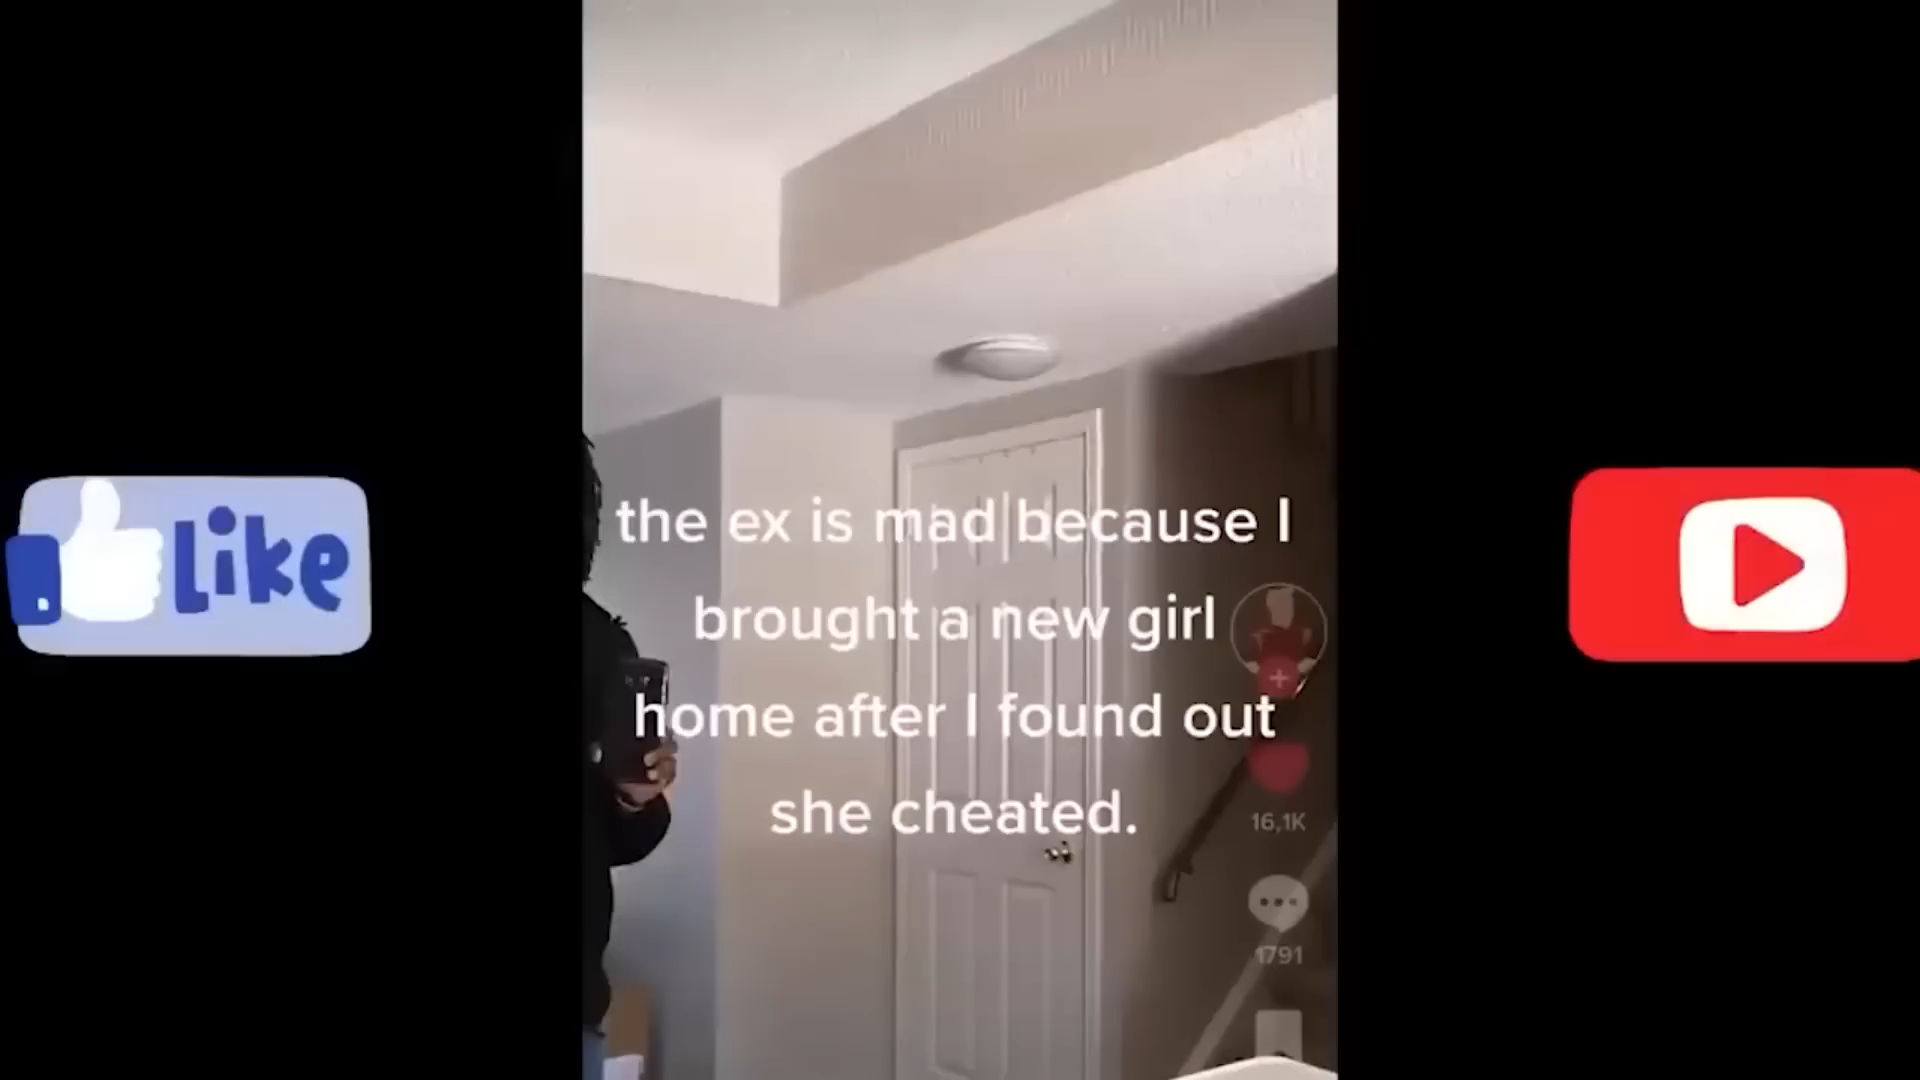 the ex is mad because I
brought a new girl
home after I found out
she cheated.
Like
16,1K
1791